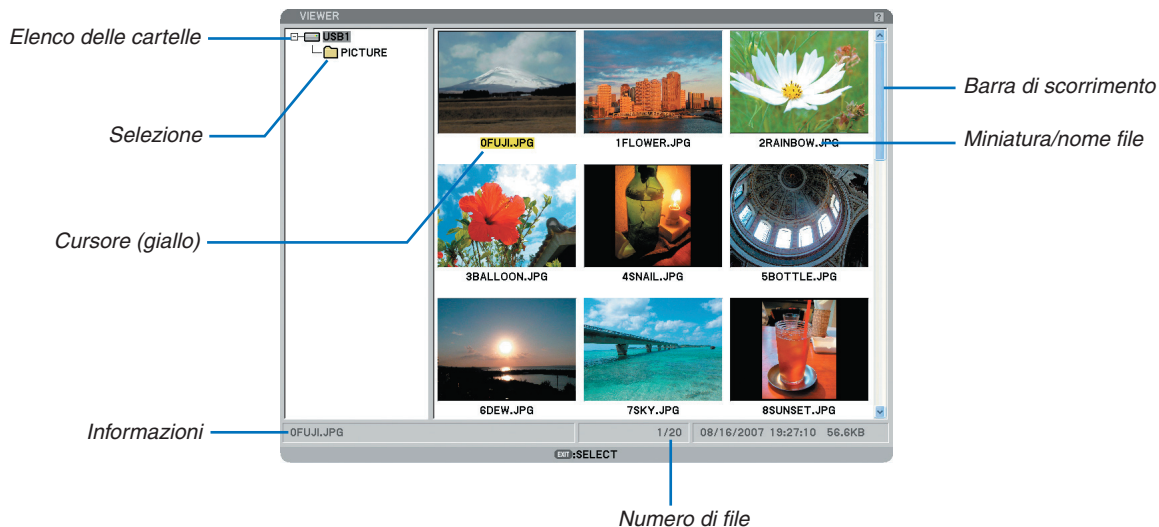 VIEWER
?
Elenco delle cartelle
USB1
PICTURE
Selezione
Barra di scorrimento
0FUJI.JPG
1FLOWER.JPG
2RAINBOW.JPG
Miniatura/nome file
Cursore (giallo)
3BALLOON.JPG
4SNAIL.JPG
5BOTTLE.JPG
6DEW.JPG
7SKY.JPG
8SUNSET.JPG
Informazioni
0FUJI.JPG
1/20
08/16/2007 19:27:10 56.6KB
EXIT:SELECT
Numero di file